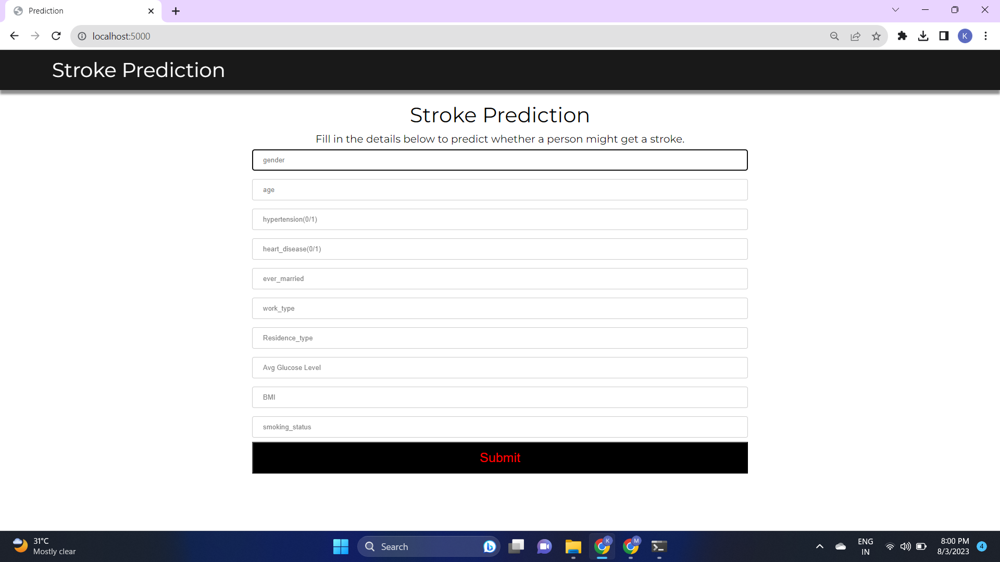 Prediction
localhost:5000
K
Stroke Prediction
Stroke Prediction
Fill in the details below to predict whether a person might get a stroke.
gender
age
hypertension(0/1)
heart_disease(0/1)
ever_married
work_type
Residence_type
Avg Glucose Level
BMI
smoking_status
Submit
31°C
Mostly clear
Search
K
M
ENG
IN
8:00 PM
8/3/2023
4